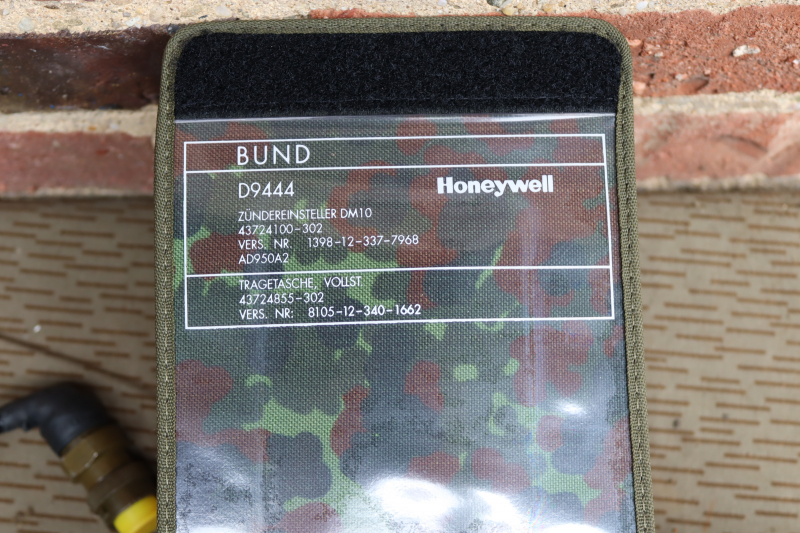 BUND
D9444 Honeywell
ZÜNDEREINSTELLER DM10
43724100-302
VERS. NR. 1398-12-337-7968
AD950A2
TRAGETASCHE, VOLLST.
43724855-302
VERS. NR: 8105-12-340-1662